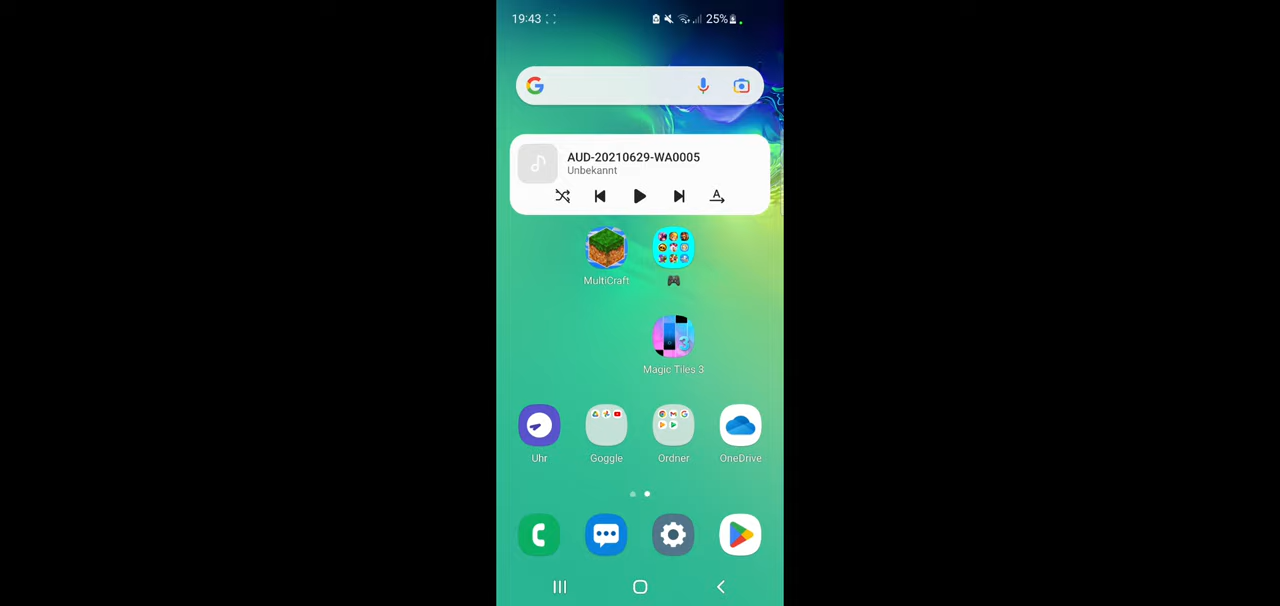 19:43 25%
AUD-20210629-WA0005
Unbekannt
MultiCraft
Magic Tiles 3
Uhr Goggle Ordner OneDrive